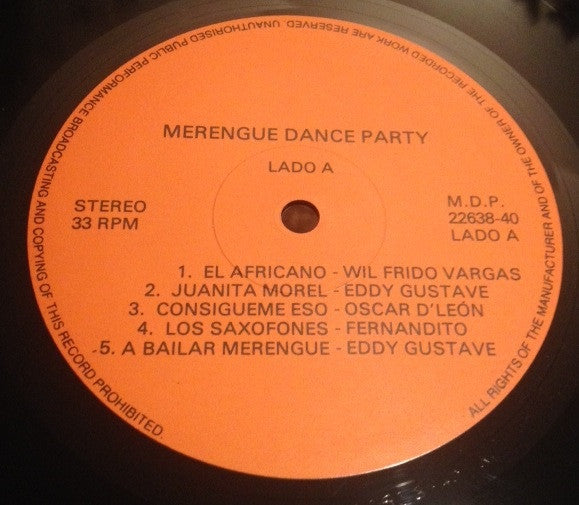 ALL RIGHTS OF THE MANUFACTURER AND OF THE OWNER OF THE RECORDED WORK ARE RESERVED. UNAUTHORISED PUBLIC PERFORMANCE BROADCASTING AND COPYING OF THIS RECORD PROHIBITED.
MERENGUE DANCE PARTY
LADO A
STEREO
33 RPM
M.D.P.
22638-40
LADO A
1. EL AFRICANO - WIL FRIDO VARGAS
2. JUANITA MOREL - EDDY GUSTAVE
3. CONSIGUEME ESO - OSCAR D'LEÓN
4. LOS SAXOFONES - FERNANDITO
5. A BAILAR MERENGUE - EDDY GUSTAVE